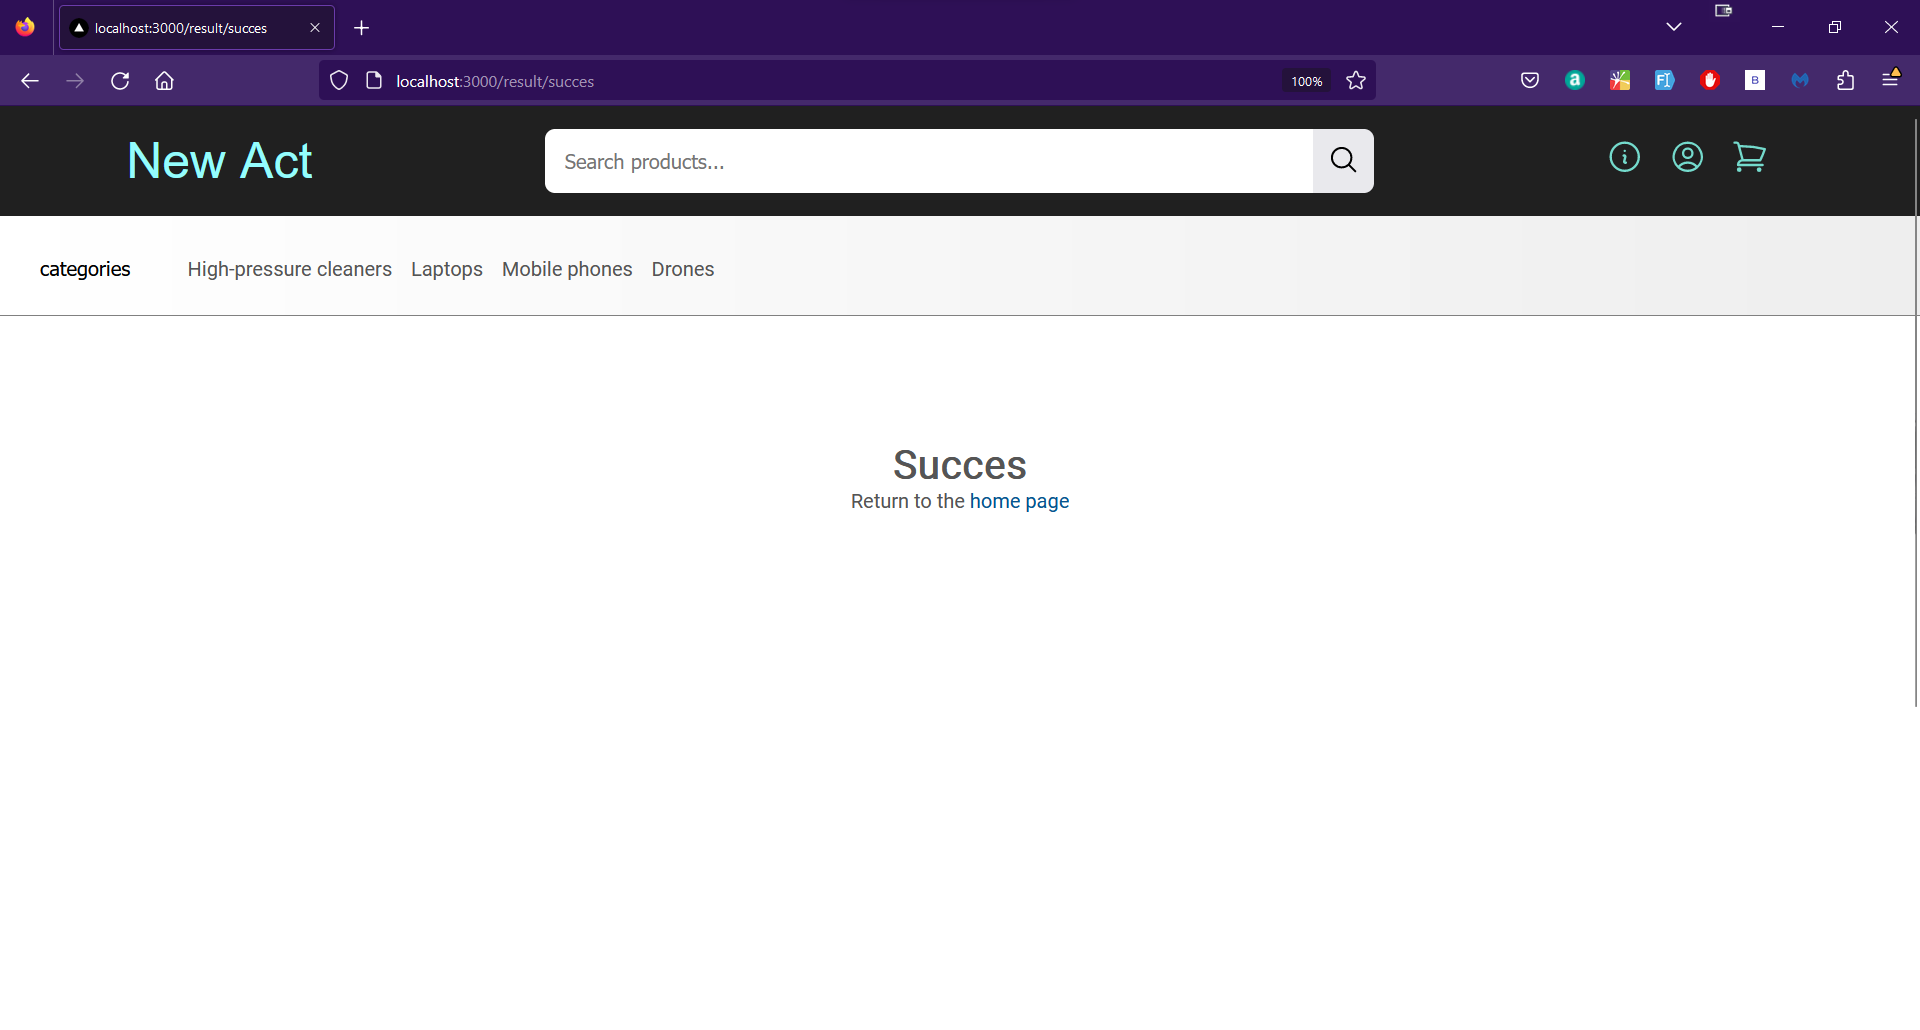 localhost:3000/result/succes
localhost:3000/result/succes
100%
New Act
Search products...
categories
High-pressure cleaners Laptops Mobile phones Drones
Succes
Return to the home page